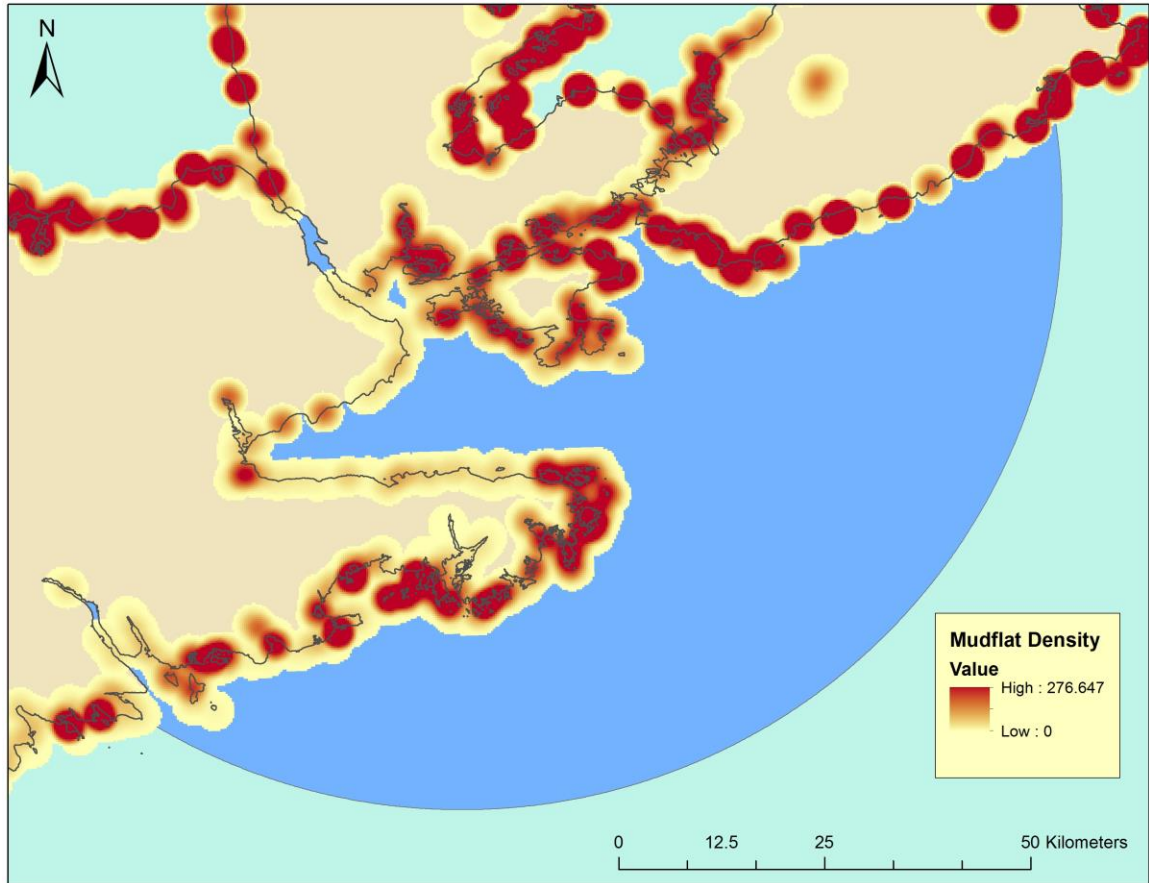 N
Mudflat Density
Value
High : 276.647
Low : 0
0 12.5 25 50 Kilometers